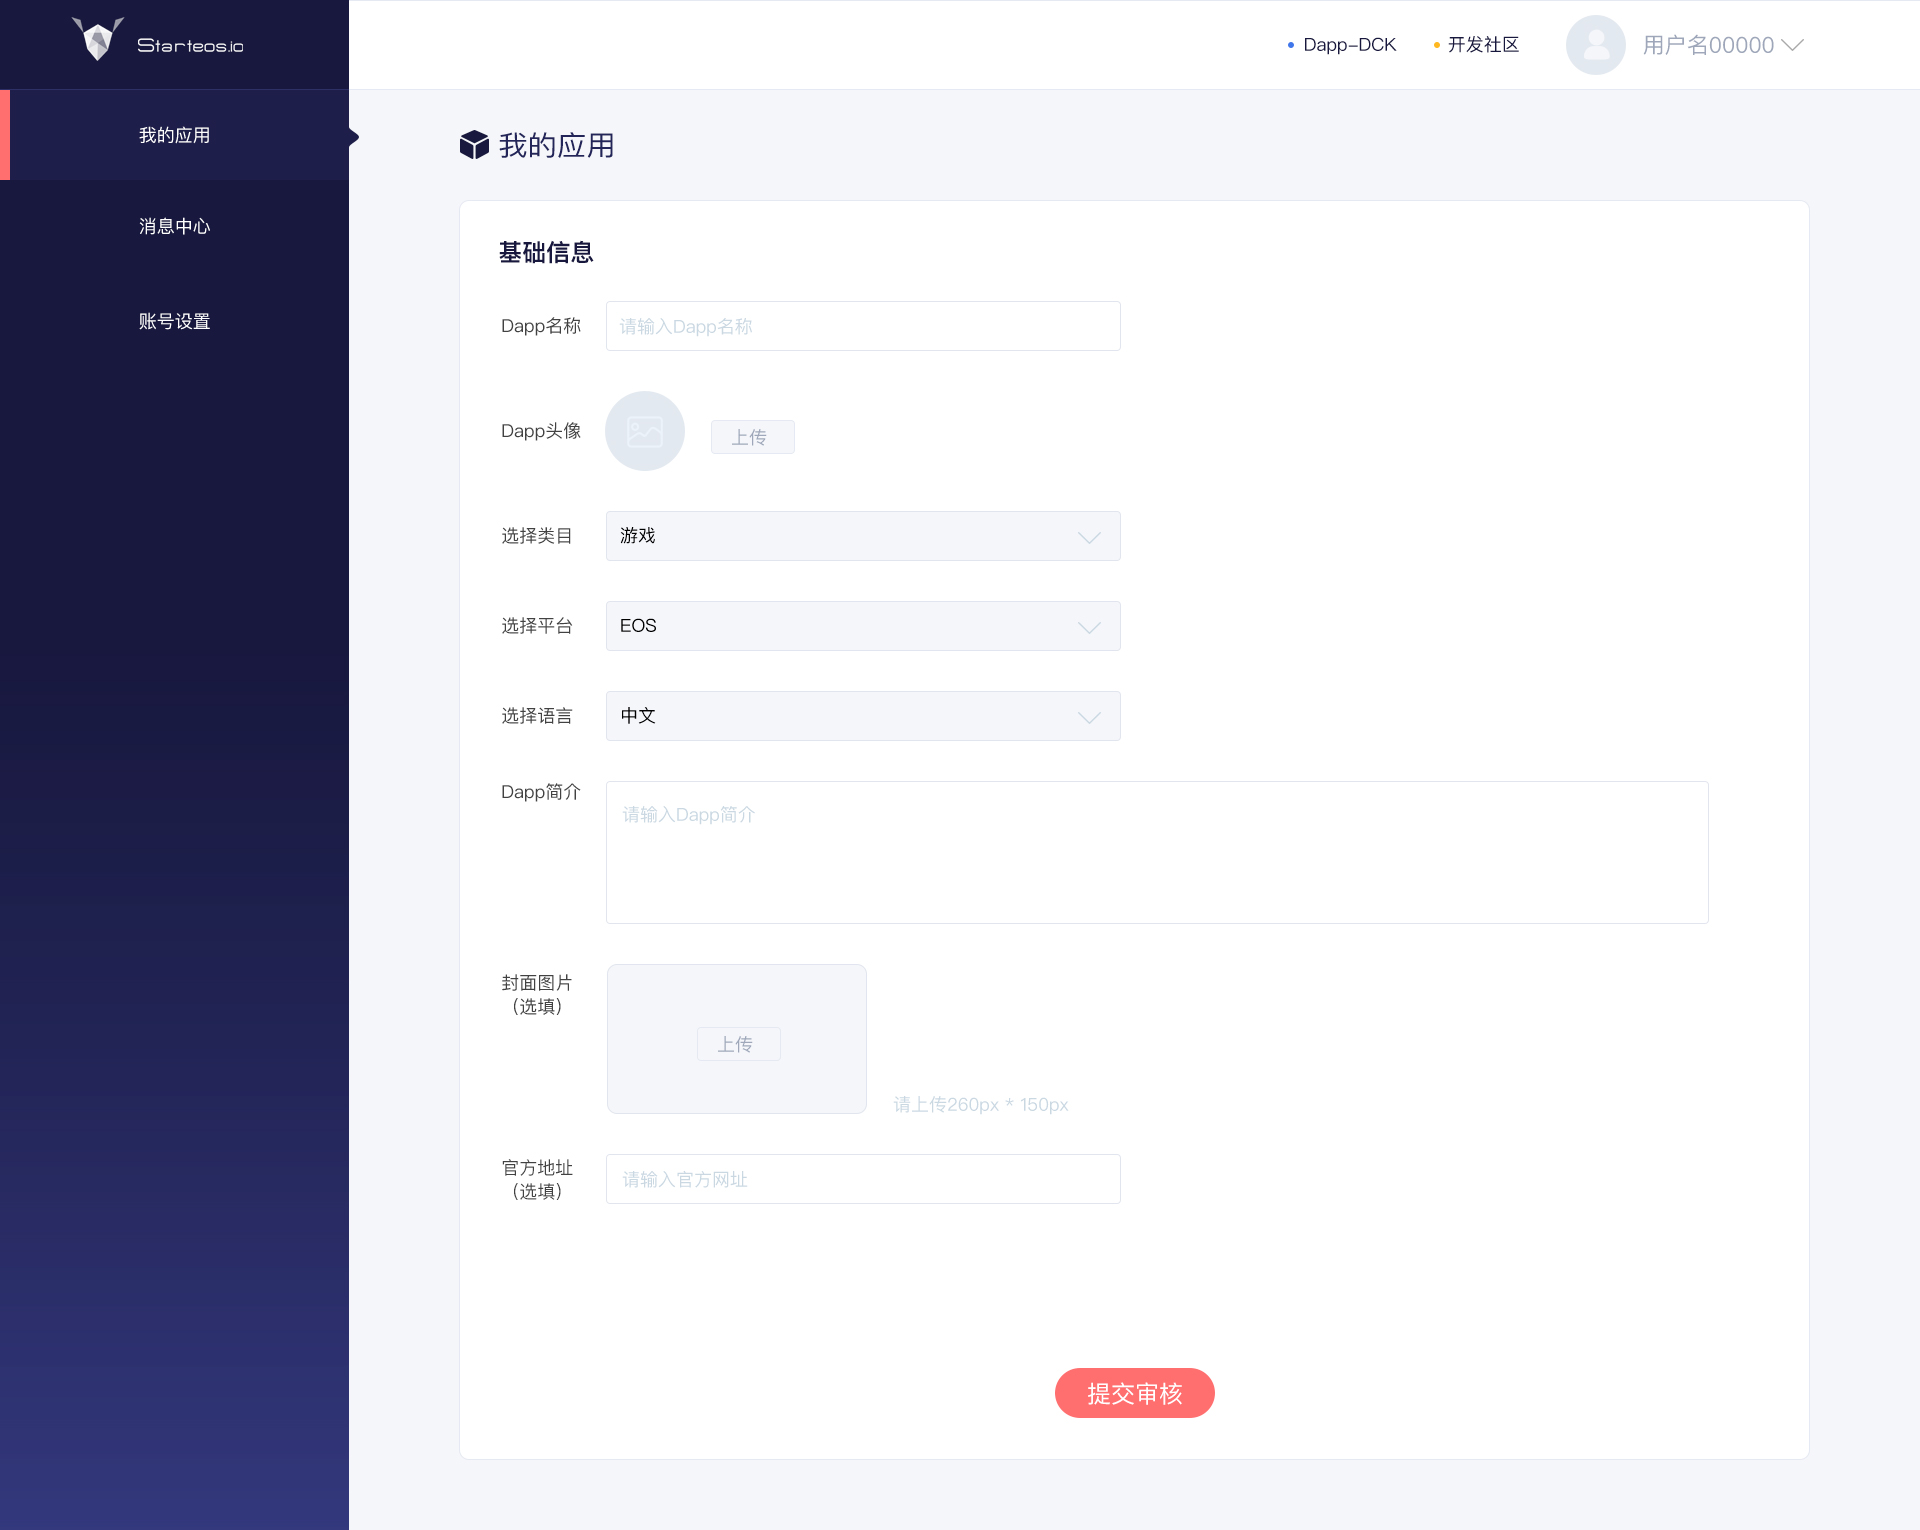 Starteos.io
Dapp-DCK
开发社区
用户名00000
我的应用
消息中心
账号设置
我的应用
基础信息
Dapp名称
请输入Dapp名称
Dapp头像
上传
选择类目
游戏
选择平台
EOS
选择语言
中文
Dapp简介
请输入Dapp简介
封面图片
（选填）
上传
请上传260px * 150px
官方地址
（选填）
请输入官方网址
提交审核